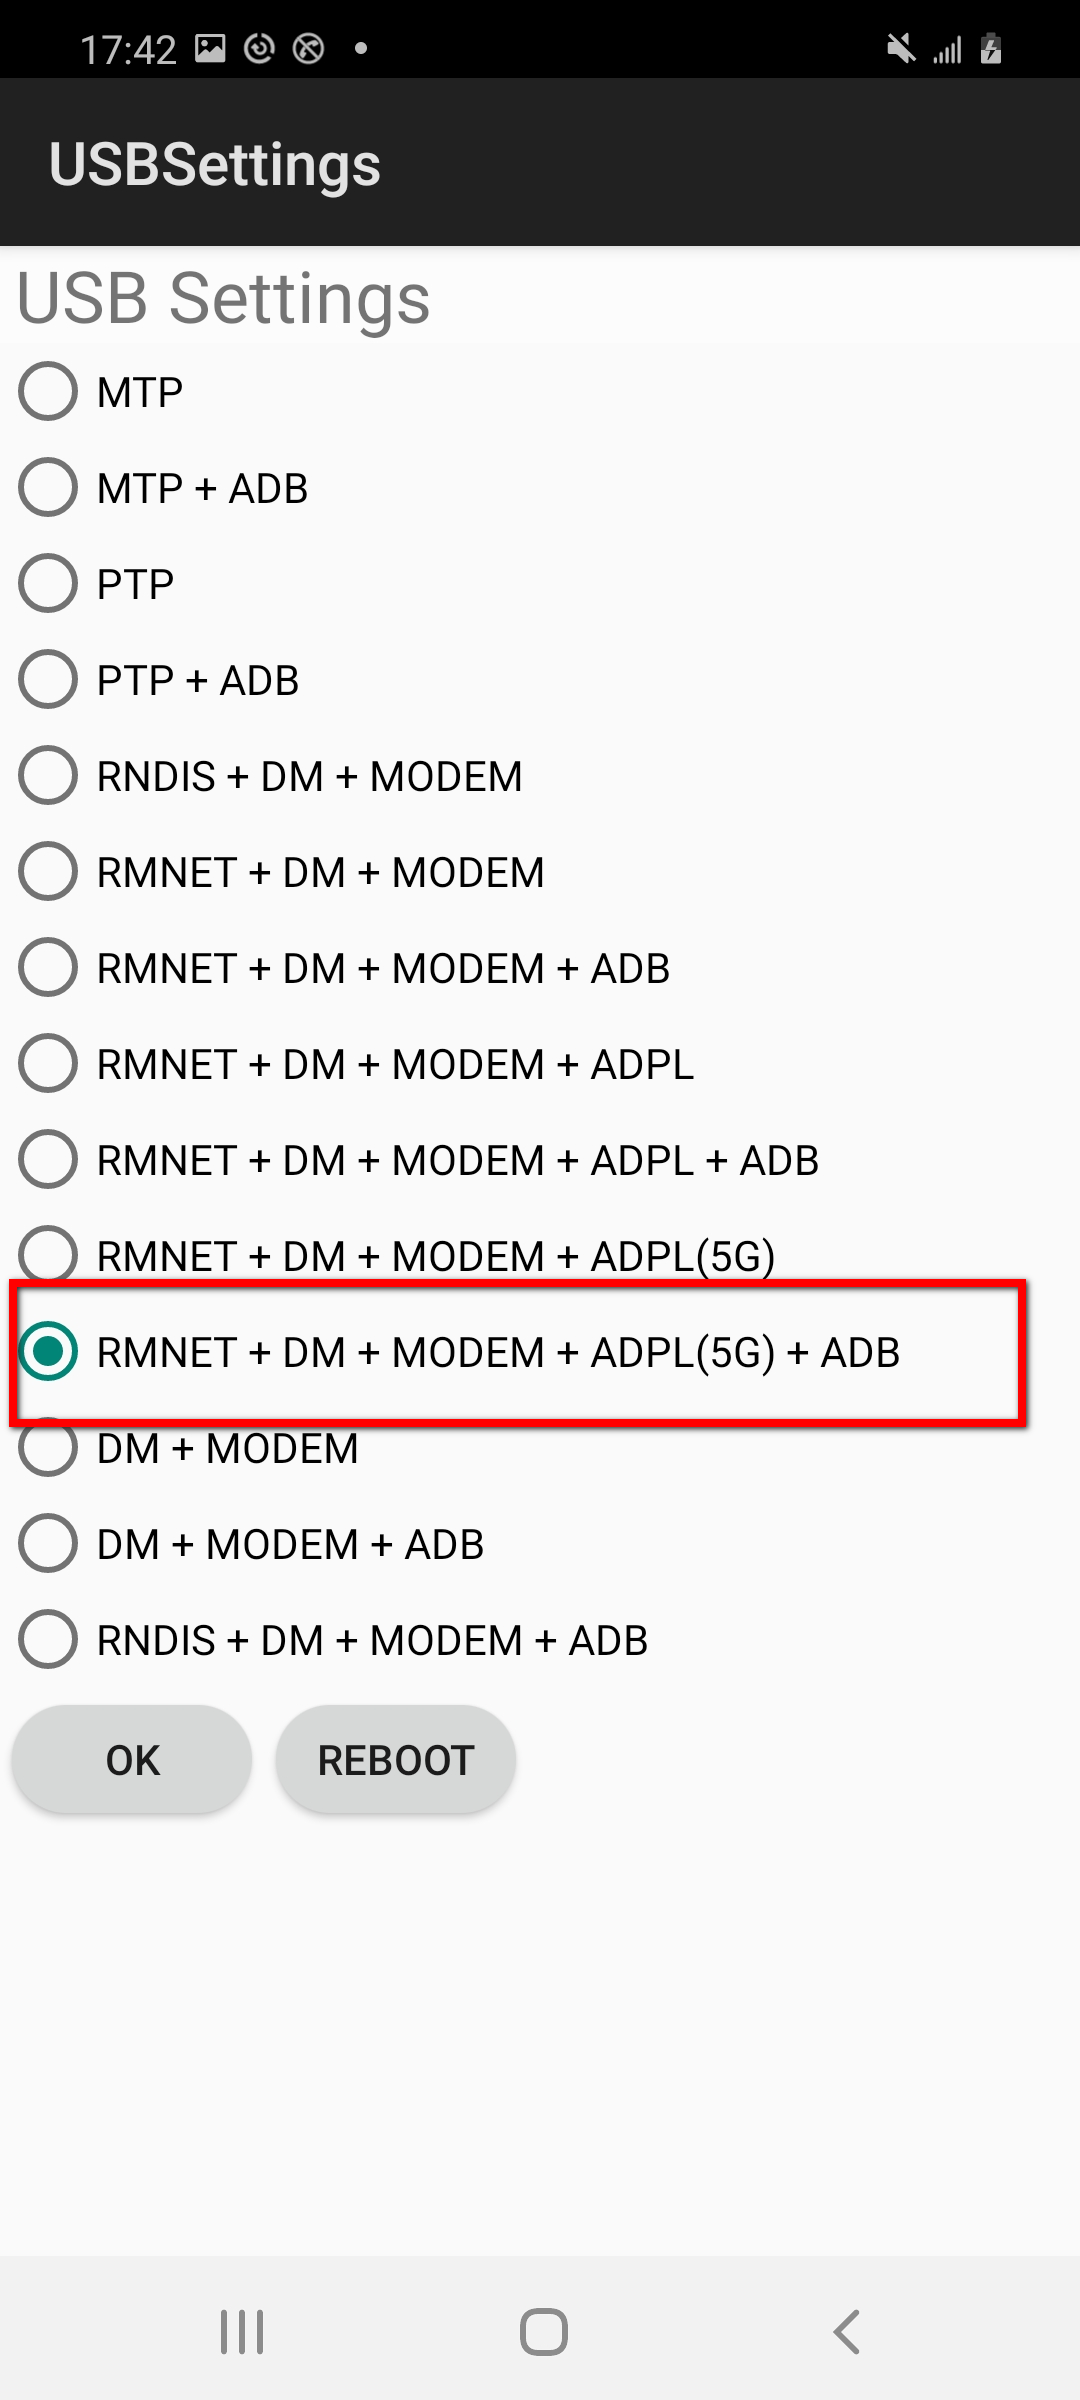 17:42
USBSettings
USB Settings
MTP
MTP + ADB
PTP
PTP + ADB
RNDIS + DM + MODEM
RMNET + DM + MODEM
RMNET + DM + MODEM + ADB
RMNET + DM + MODEM + ADPL
RMNET + DM + MODEM + ADPL + ADB
RMNET + DM + MODEM + ADPL(5G)
RMNET + DM + MODEM + ADPL(5G) + ADB
DM + MODEM
DM + MODEM + ADB
RNDIS + DM + MODEM + ADB
OK REBOOT